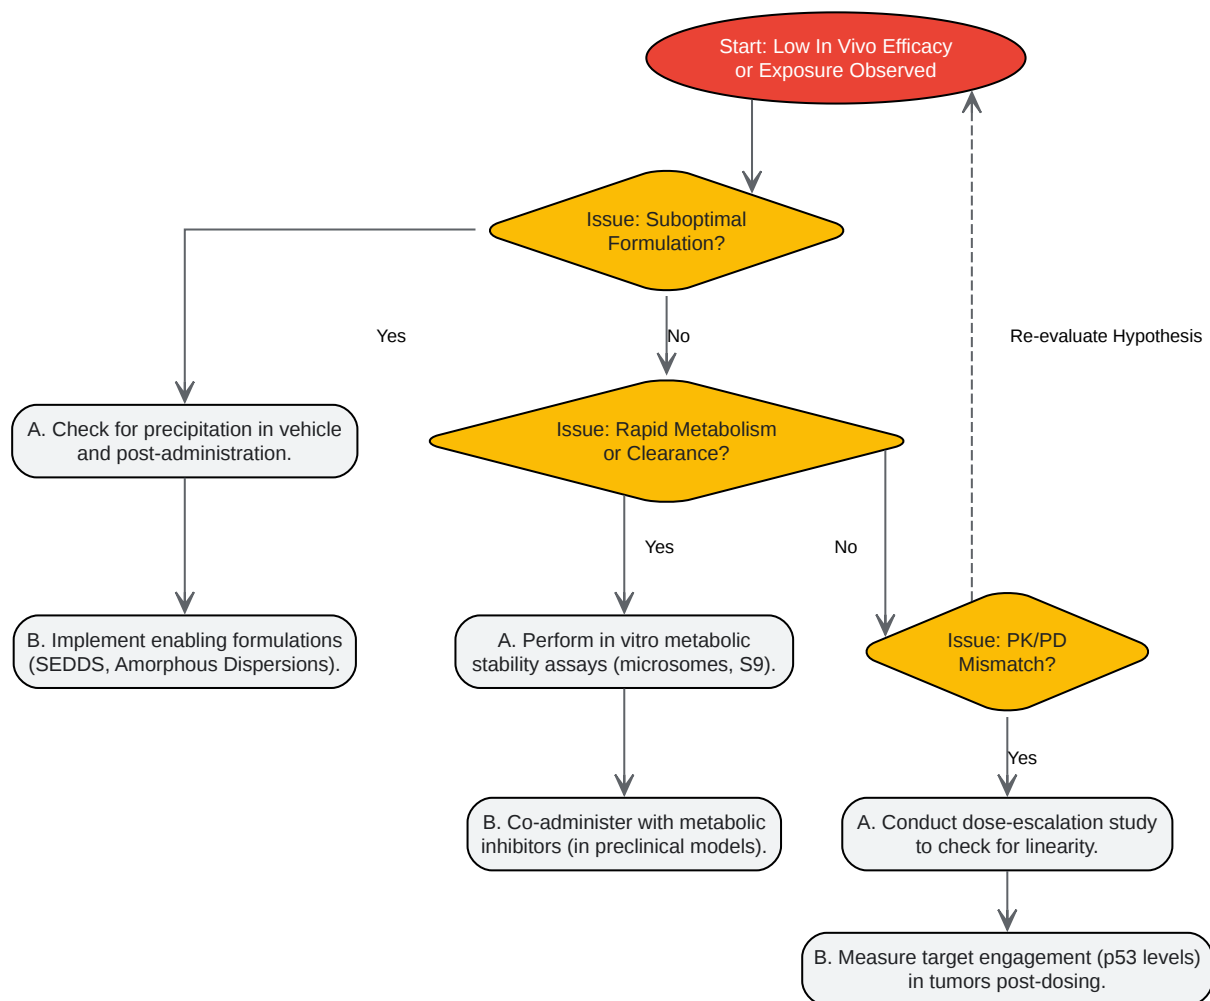 Start: Low In Vivo Efficacy
or Exposure Observed
Issue: Suboptimal
Formulation?
Yes
No
Re-evaluate Hypothesis
A. Check for precipitation in vehicle
and post-administration.
Issue: Rapid Metabolism
or Clearance?
Yes
No
B. Implement enabling formulations
(SEDDS, Amorphous Dispersions).
A. Perform in vitro metabolic
stability assays (microsomes, S9).
Issue: PK/PD
Mismatch?
Yes
B. Co-administer with metabolic
inhibitors (in preclinical models).
A. Conduct dose-escalation study
to check for linearity.
B. Measure target engagement (p53 levels)
in tumors post-dosing.